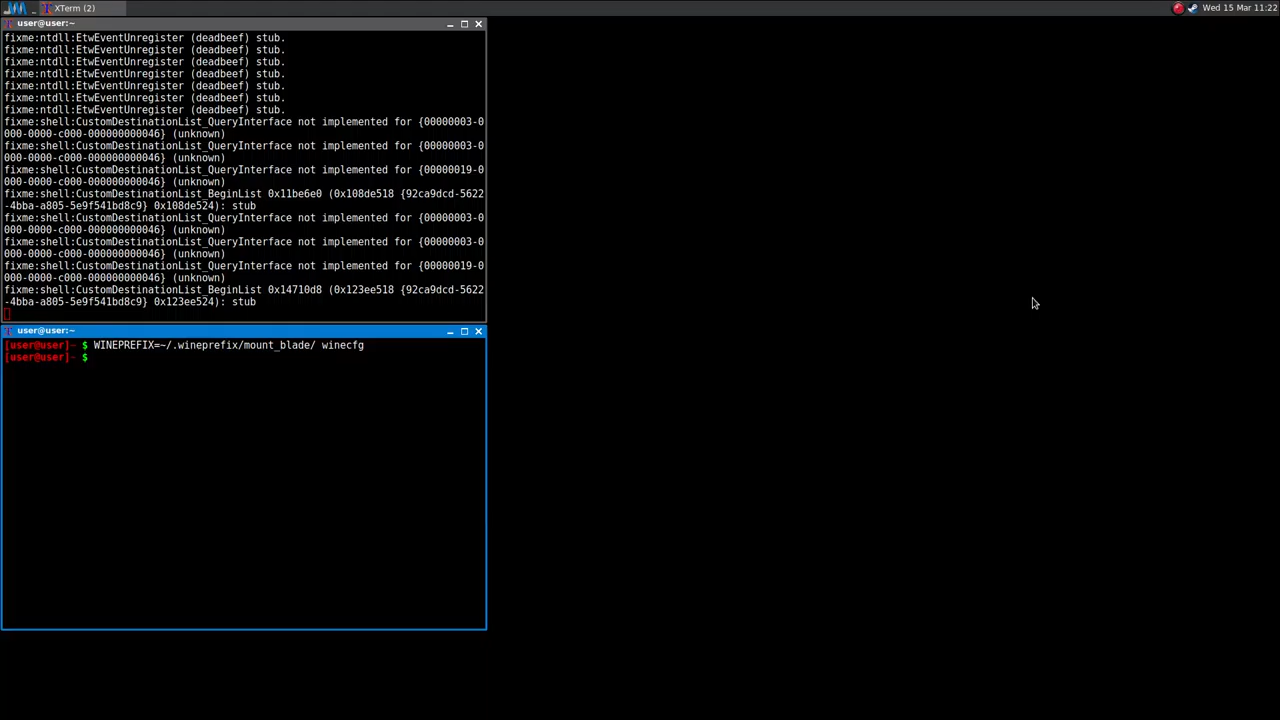 XTerm (2)
Wed 15 Mar 11:22
user@user:~
fixme:ntdll:EtwEventUnregister (deadbeef) stub.
fixme:ntdll:EtwEventUnregister (deadbeef) stub.
fixme:ntdll:EtwEventUnregister (deadbeef) stub.
fixme:ntdll:EtwEventUnregister (deadbeef) stub.
fixme:ntdll:EtwEventUnregister (deadbeef) stub.
fixme:ntdll:EtwEventUnregister (deadbeef) stub.
fixme:ntdll:EtwEventUnregister (deadbeef) stub.
fixme:shell:CustomDestinationList_QueryInterface not implemented for {00000003-0
000-0000-c000-000000000046} (unknown)
fixme:shell:CustomDestinationList_QueryInterface not implemented for {00000003-0
000-0000-c000-000000000046} (unknown)
fixme:shell:CustomDestinationList_QueryInterface not implemented for {00000019-0
000-0000-c000-000000000046} (unknown)
fixme:shell:CustomDestinationList_BeginList 0x11be6e0 (0x108de518 {92ca9dcd-5622
-4bba-a805-5e9f541bd8c9} 0x108de524): stub
fixme:shell:CustomDestinationList_QueryInterface not implemented for {00000003-0
000-0000-c000-000000000046} (unknown)
fixme:shell:CustomDestinationList_QueryInterface not implemented for {00000003-0
000-0000-c000-000000000046} (unknown)
fixme:shell:CustomDestinationList_QueryInterface not implemented for {00000019-0
000-0000-c000-000000000046} (unknown)
fixme:shell:CustomDestinationList_BeginList 0x14710d8 (0x123ee518 {92ca9dcd-5622
-4bba-a805-5e9f541bd8c9} 0x123ee524): stub
user@user:~
[user@user]~ $ WINEPREFIX=~/.wineprefix/mount_blade/ winecfg
[user@user]~ $